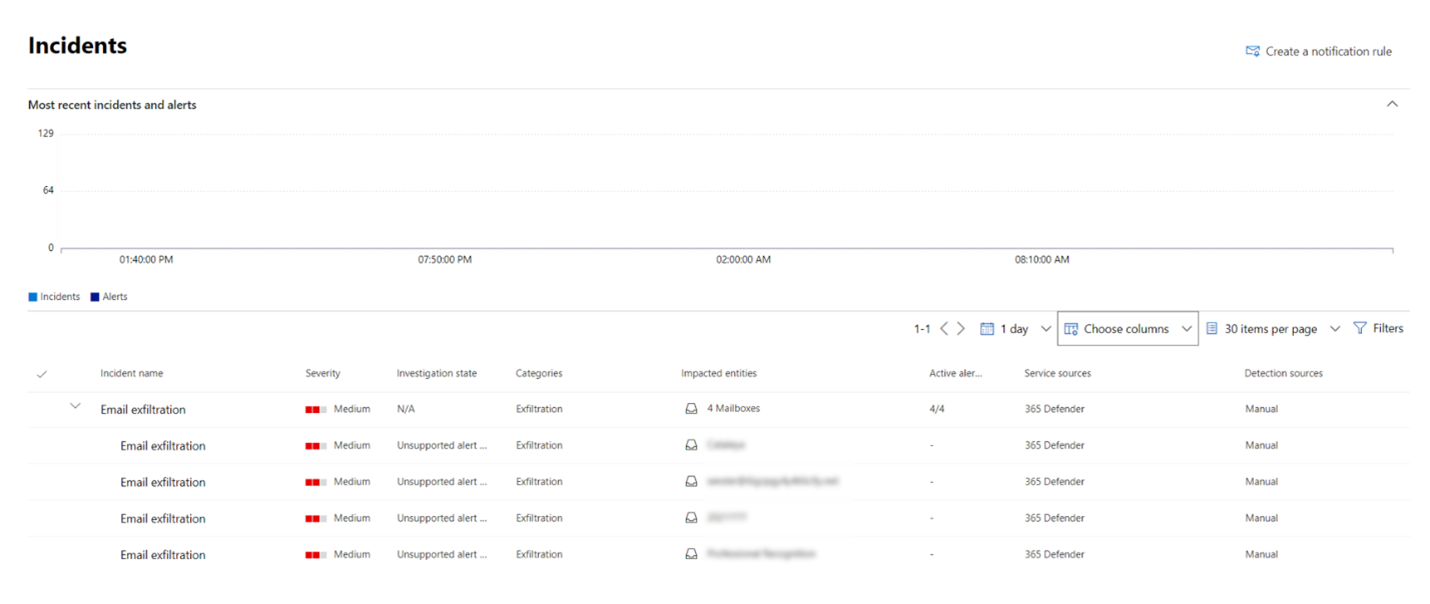 Incidents
Create a notification rule
Most recent incidents and alerts
129
64
0
01:40:00 PM 07:50:00 PM 02:00:00 AM 08:10:00 AM
Incidents Alerts
1-1 1 day Choose columns 30 items per page Filters
Incident name Severity Investigation state Categories Impacted entities Active aler... Service sources Detection sources
Email exfiltration Medium N/A Exfiltration 4 Mailboxes 4/4 365 Defender Manual
Email exfiltration Medium Unsupported alert ... Exfiltration - 365 Defender Manual
Email exfiltration Medium Unsupported alert ... Exfiltration - 365 Defender Manual
Email exfiltration Medium Unsupported alert ... Exfiltration - 365 Defender Manual
Email exfiltration Medium Unsupported alert ... Exfiltration - 365 Defender Manual